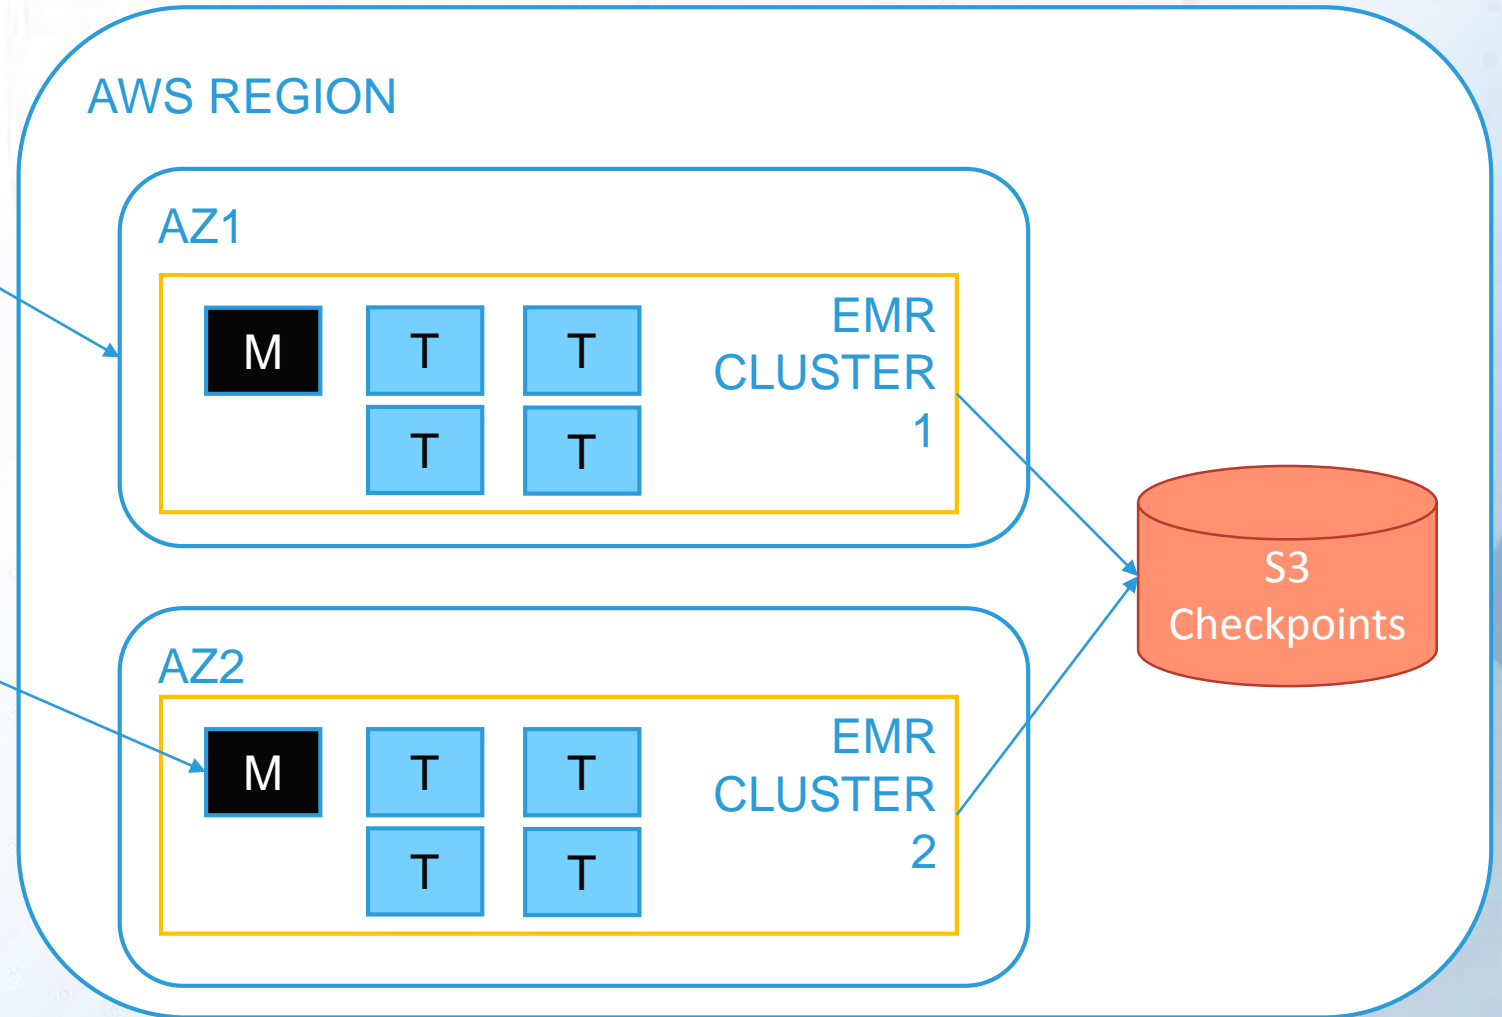 AWS REGION
AZ1
M
T
T
EMR
CLUSTER
1
T
T
S3
Checkpoints
AZ2
M
T
T
EMR
CLUSTER
2
T
T